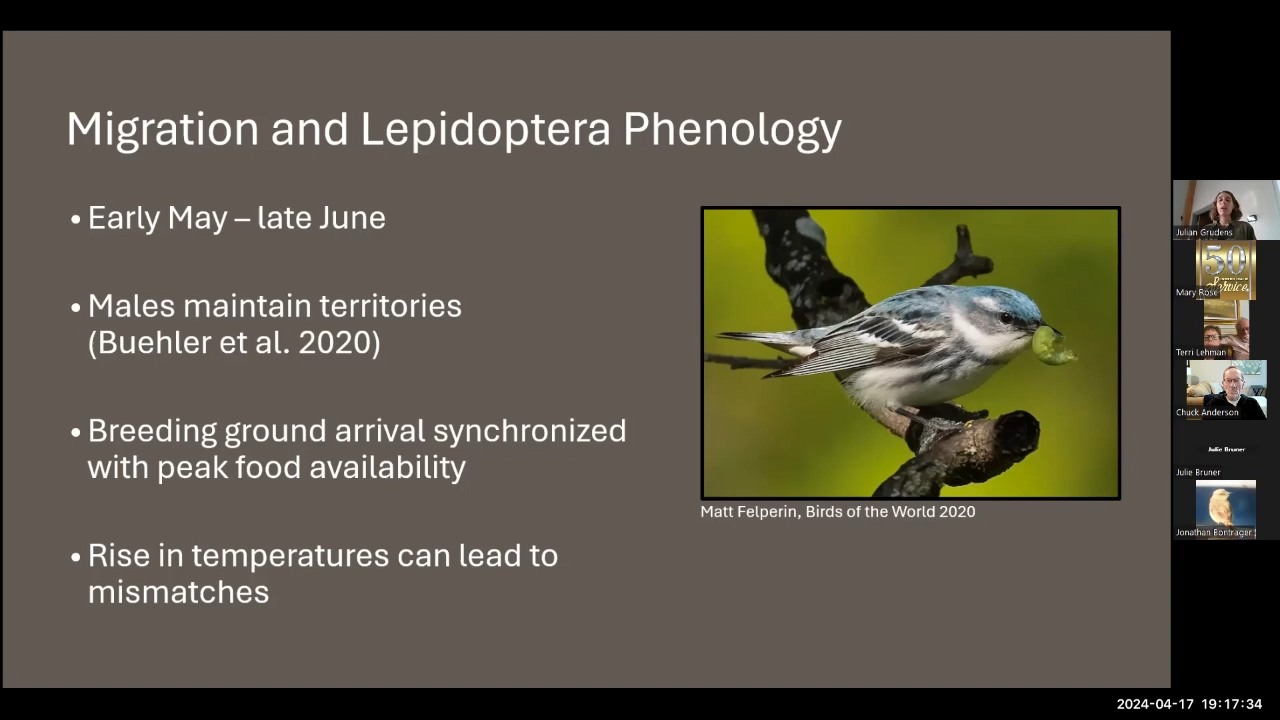 Migration and Lepidoptera Phenology
• Early May – late June
• Males maintain territories
(Buehler et al. 2020)
• Breeding ground arrival synchronized
with peak food availability
• Rise in temperatures can lead to
mismatches
Matt Felperin, Birds of the World 2020
Julian Grudens
50
Service
Mary Rose
Terri Lehman
Chuck Anderson
Julie Bruner
Julie Bruner
Jonathan Bontrager
2024-04-17 19:17:34